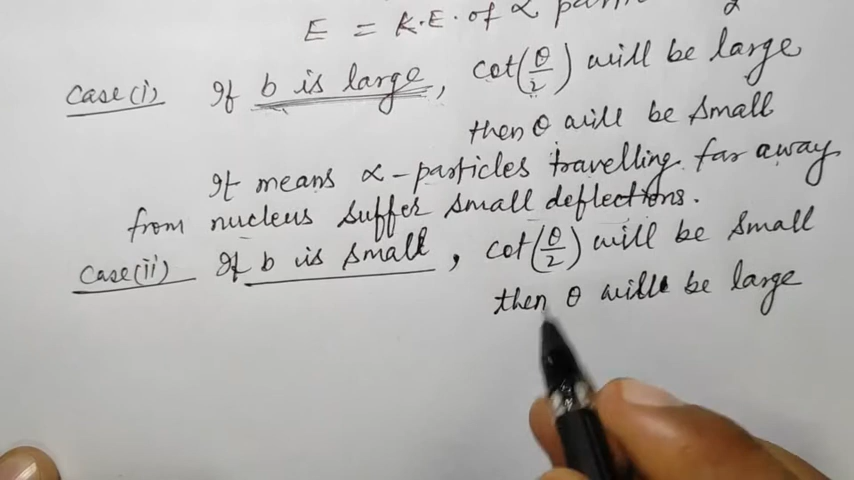 E = K.E. of α
Case(i) If b is large, cot(θ/2) will be large
then θ will be small
It means α-particles travelling far away
from nucleus suffer small deflections.
Case(ii) If b is small, cot(θ/2) will be small
then θ will be large